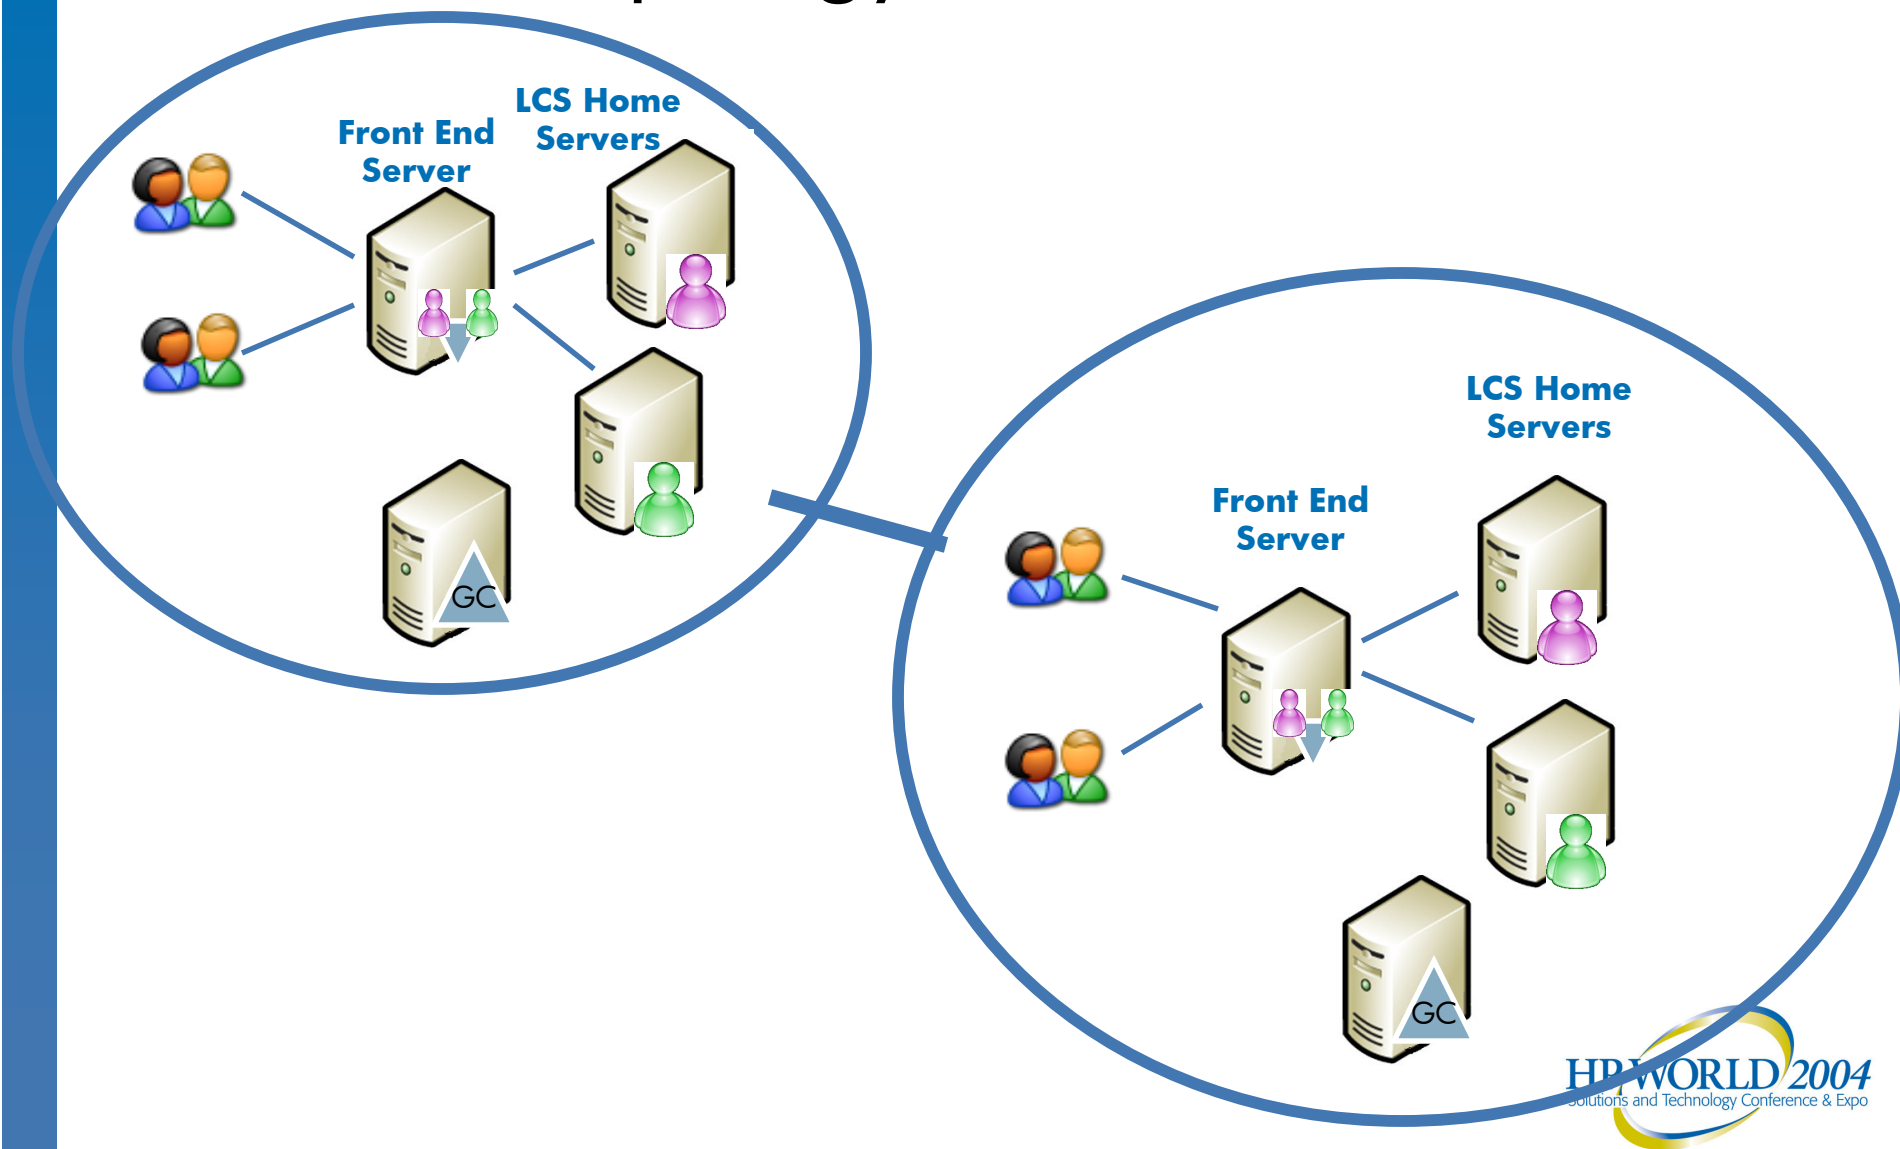 LCS Home
Servers
Front End
Server
GC
LCS Home
Servers
Front End
Server
GC
HP WORLD 2004
Solutions and Technology Conference & Expo